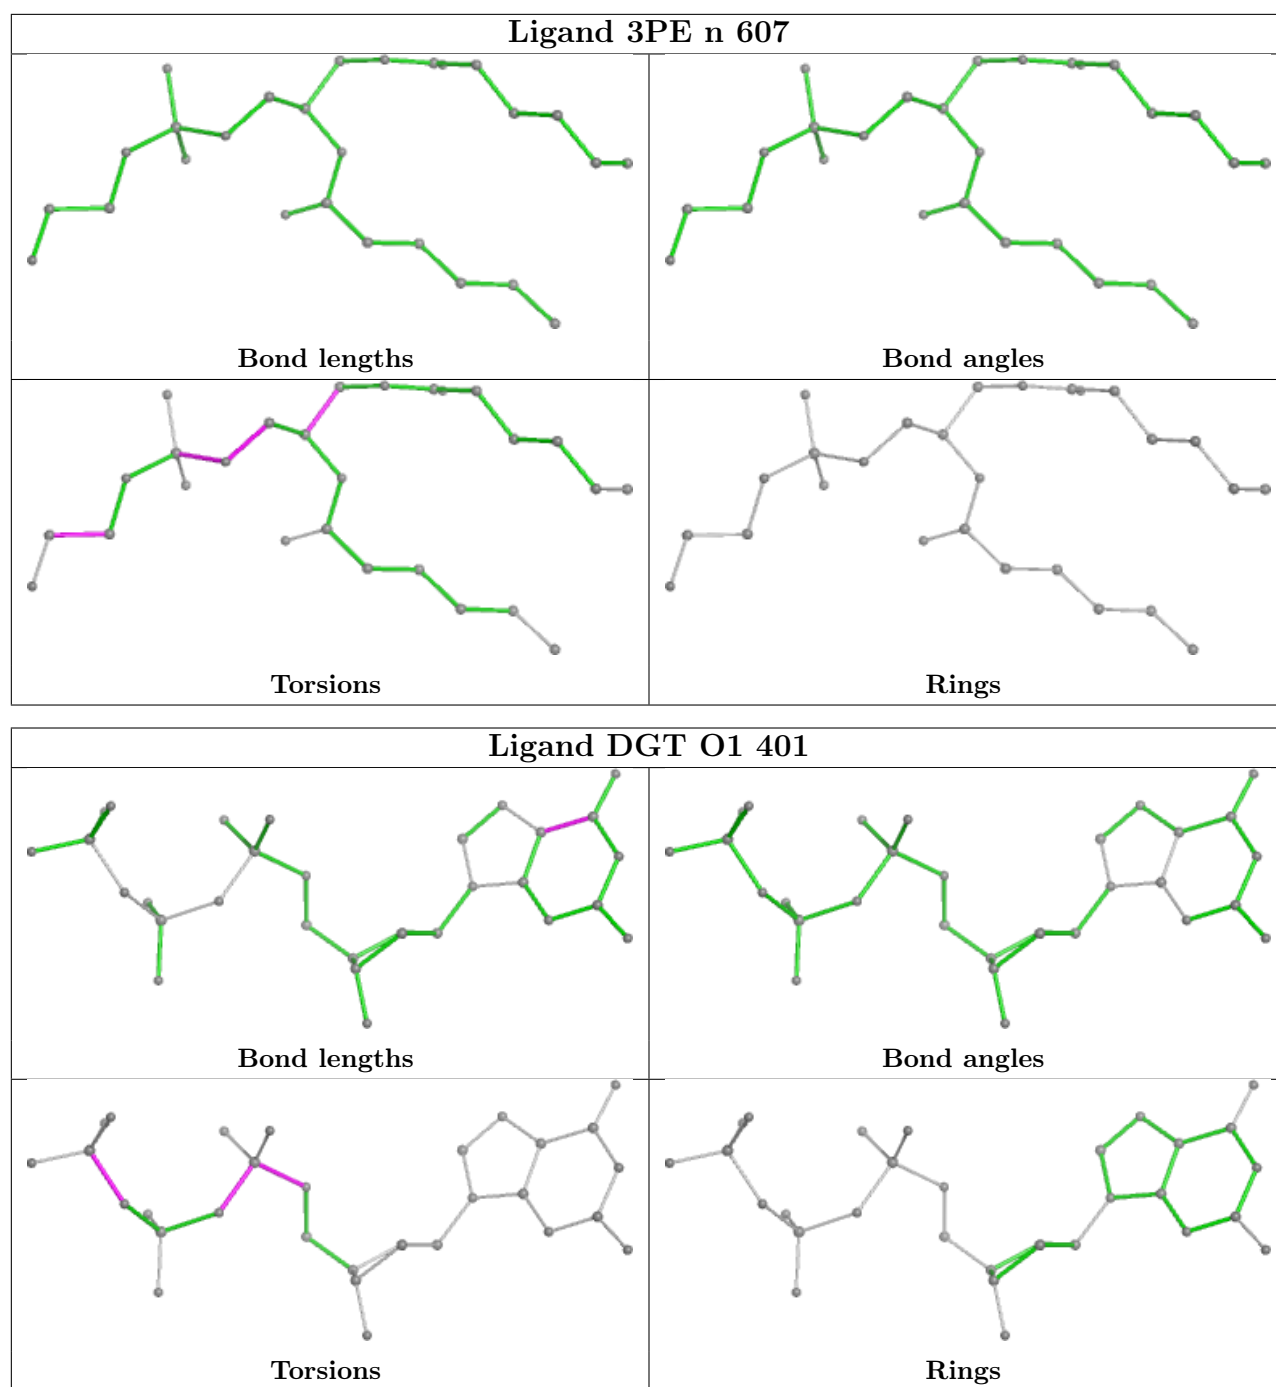 Ligand 3PE n 607
Bond lengths
Bond angles
Torsions
Rings
Ligand DGT O1 401
Bond lengths
Bond angles
Torsions
Rings